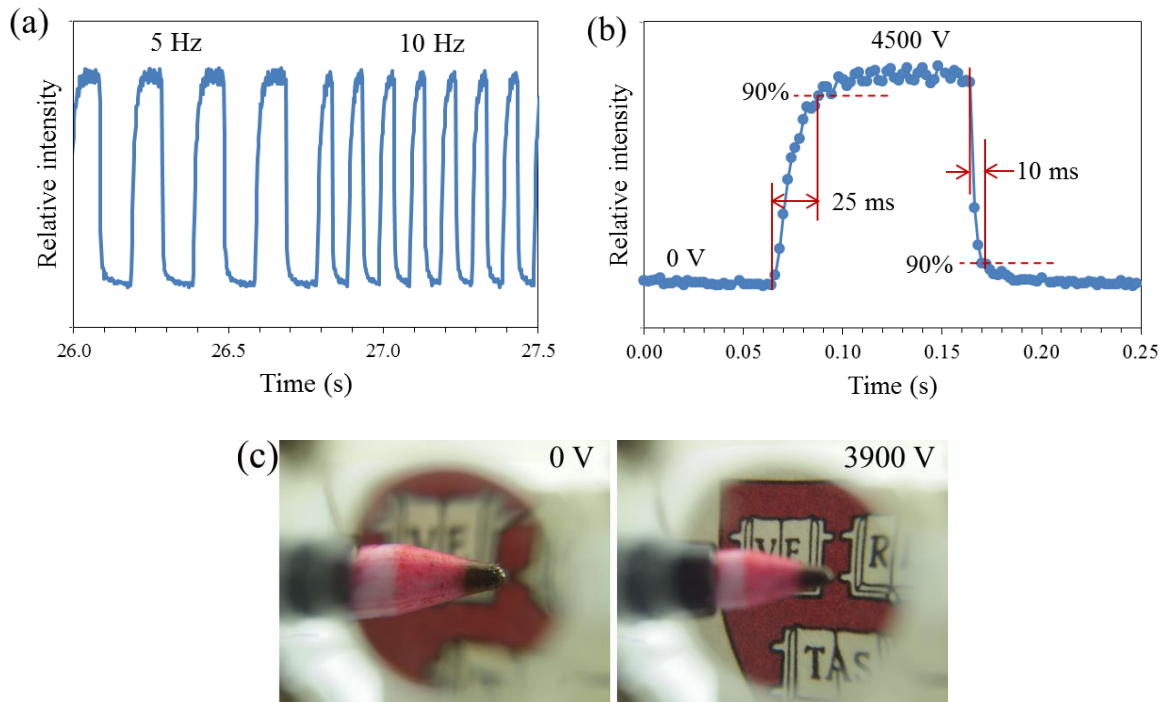 (a)
5 Hz
10 Hz
Relative intensity
26.0
26.5
27.0
27.5
Time (s)
(b)
4500 V
90%
10 ms
25 ms
0 V
90%
Relative intensity
0.00
0.05
0.10
0.15
0.20
0.25
Time (s)
(c)
0 V
VE
3900 V
VE
R
TAS